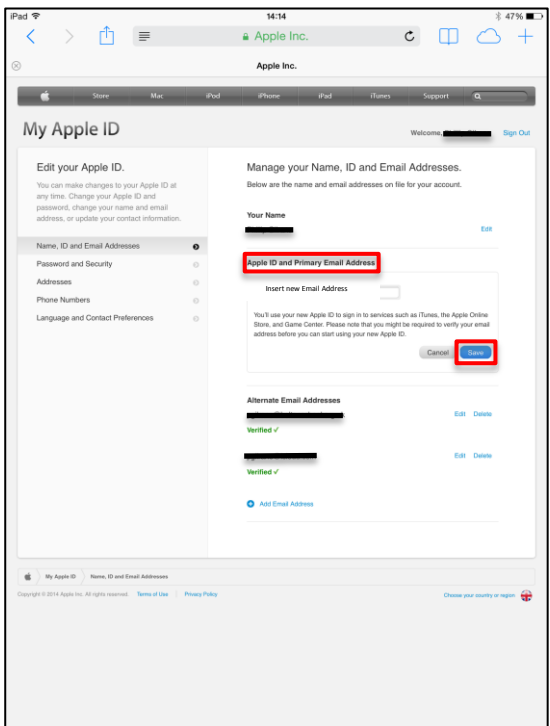 iPad
14:14
47%
Apple Inc.
Apple Inc.
Store Mac iPod iPhone iPad iTunes Support
My Apple ID
Welcome,
Sign Out
Edit your Apple ID.
You can make changes to your Apple ID at
any time. Change your Apple ID and
password, change your name and email
address, or update your contact information.
Name, ID and Email Addresses
Password and Security
Addresses
Phone Numbers
Language and Contact Preferences
Manage your Name, ID and Email Addresses.
Below are the name and email addresses on file for your account.
Your Name
Edit
Apple ID and Primary Email Address
Insert new Email Address
You'll use your new Apple ID to sign in to services such as iTunes, the Apple Online
Store, and Game Center. Please note that you might be required to verify your email
address before you can start using your new Apple ID.
Cancel Save
Alternate Email Addresses
Edit Delete
Verified √
Edit Delete
Verified √
Add Email Address
My Apple ID Name, ID and Email Addresses
Copyright © 2014 Apple Inc. All rights reserved. Terms of Use Privacy Policy
Choose your country or region